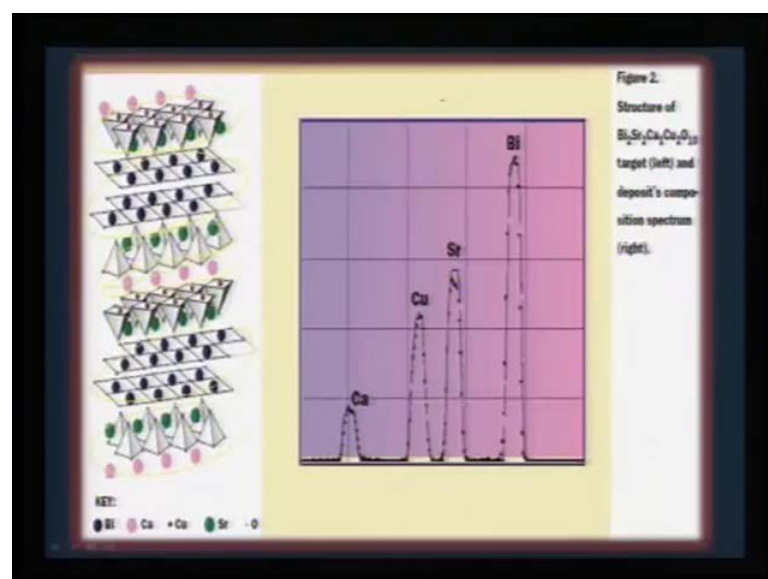 Figure 2.
Structure of
Bi₂Sr₂Ca₁Cu₂O₁₀
target (left) and
deposit's compo-
sition spectrum
(right).
Bi
Sr
Cu
Ca
KEY:
Bi Ca Cu Sr O